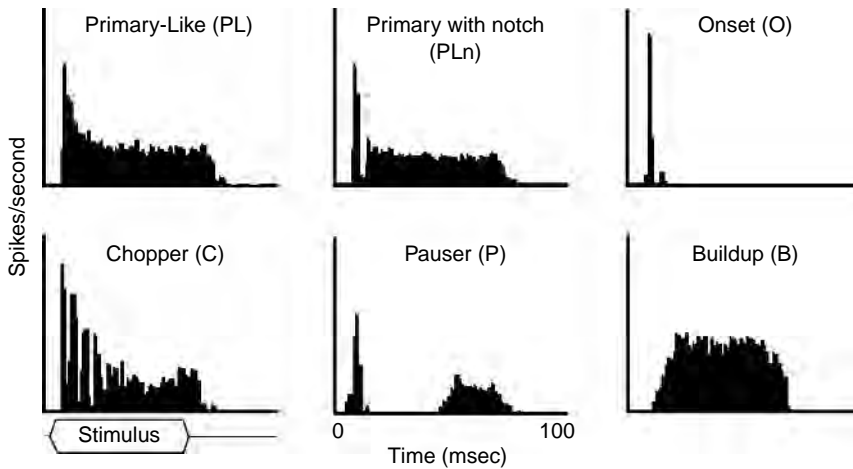 Primary-Like (PL)
Primary with notch
(PLn)
Onset (O)
Spikes/second
Chopper (C)
Pauser (P)
Buildup (B)
Stimulus
0
100
Time (msec)